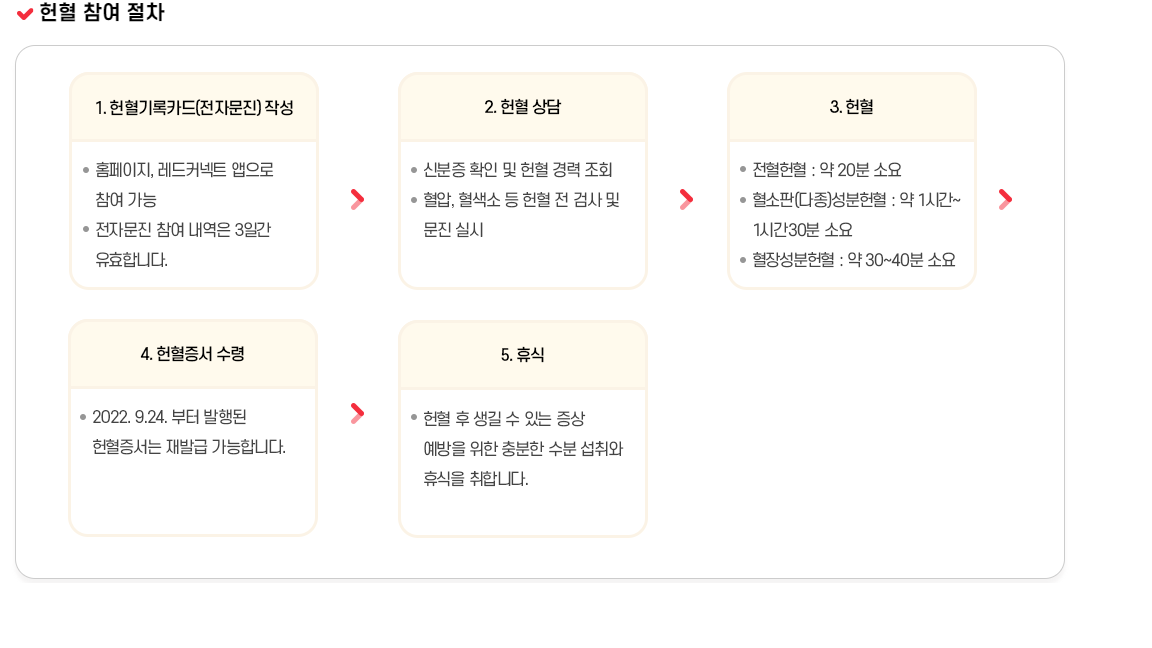 헌혈 참여 절차
1. 헌혈기록카드(전자문진) 작성
홈페이지, 레드커넥트 앱으로
참여 가능
전자문진 참여 내역은 3일간
유효합니다.
2. 헌혈 상담
신분증 확인 및 헌혈 경력 조회
혈압, 혈색소 등 헌혈 전 검사 및
문진 실시
3. 헌혈
전혈헌혈 : 약 20분 소요
혈소판(다종)성분헌혈 : 약 1시간~
1시간30분 소요
혈장성분헌혈 : 약 30~40분 소요
4. 헌혈증서 수령
2022. 9.24. 부터 발행된
헌혈증서는 재발급 가능합니다.
5. 휴식
헌혈 후 생길 수 있는 증상
예방을 위한 충분한 수분 섭취와
휴식을 취합니다.